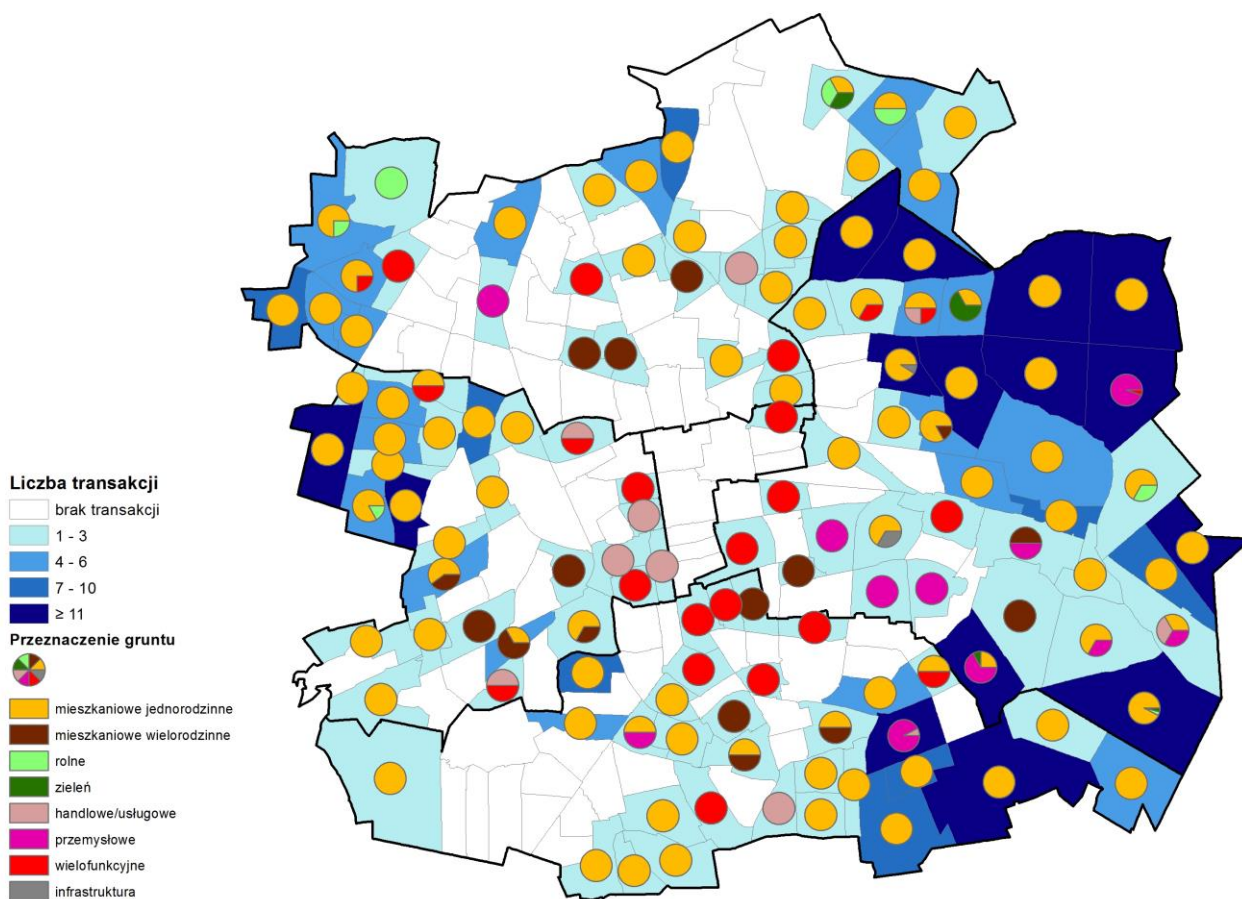 Liczba transakcji
brak transakcji
1 - 3
4 - 6
7 - 10
≥ 11
Przeznaczenie gruntu
mieszkaniowe jednorodzinne
mieszkaniowe wielorodzinne
rolne
zieleń
handlowe/usługowe
przemysłowe
wielofunkcyjne
infrastruktura